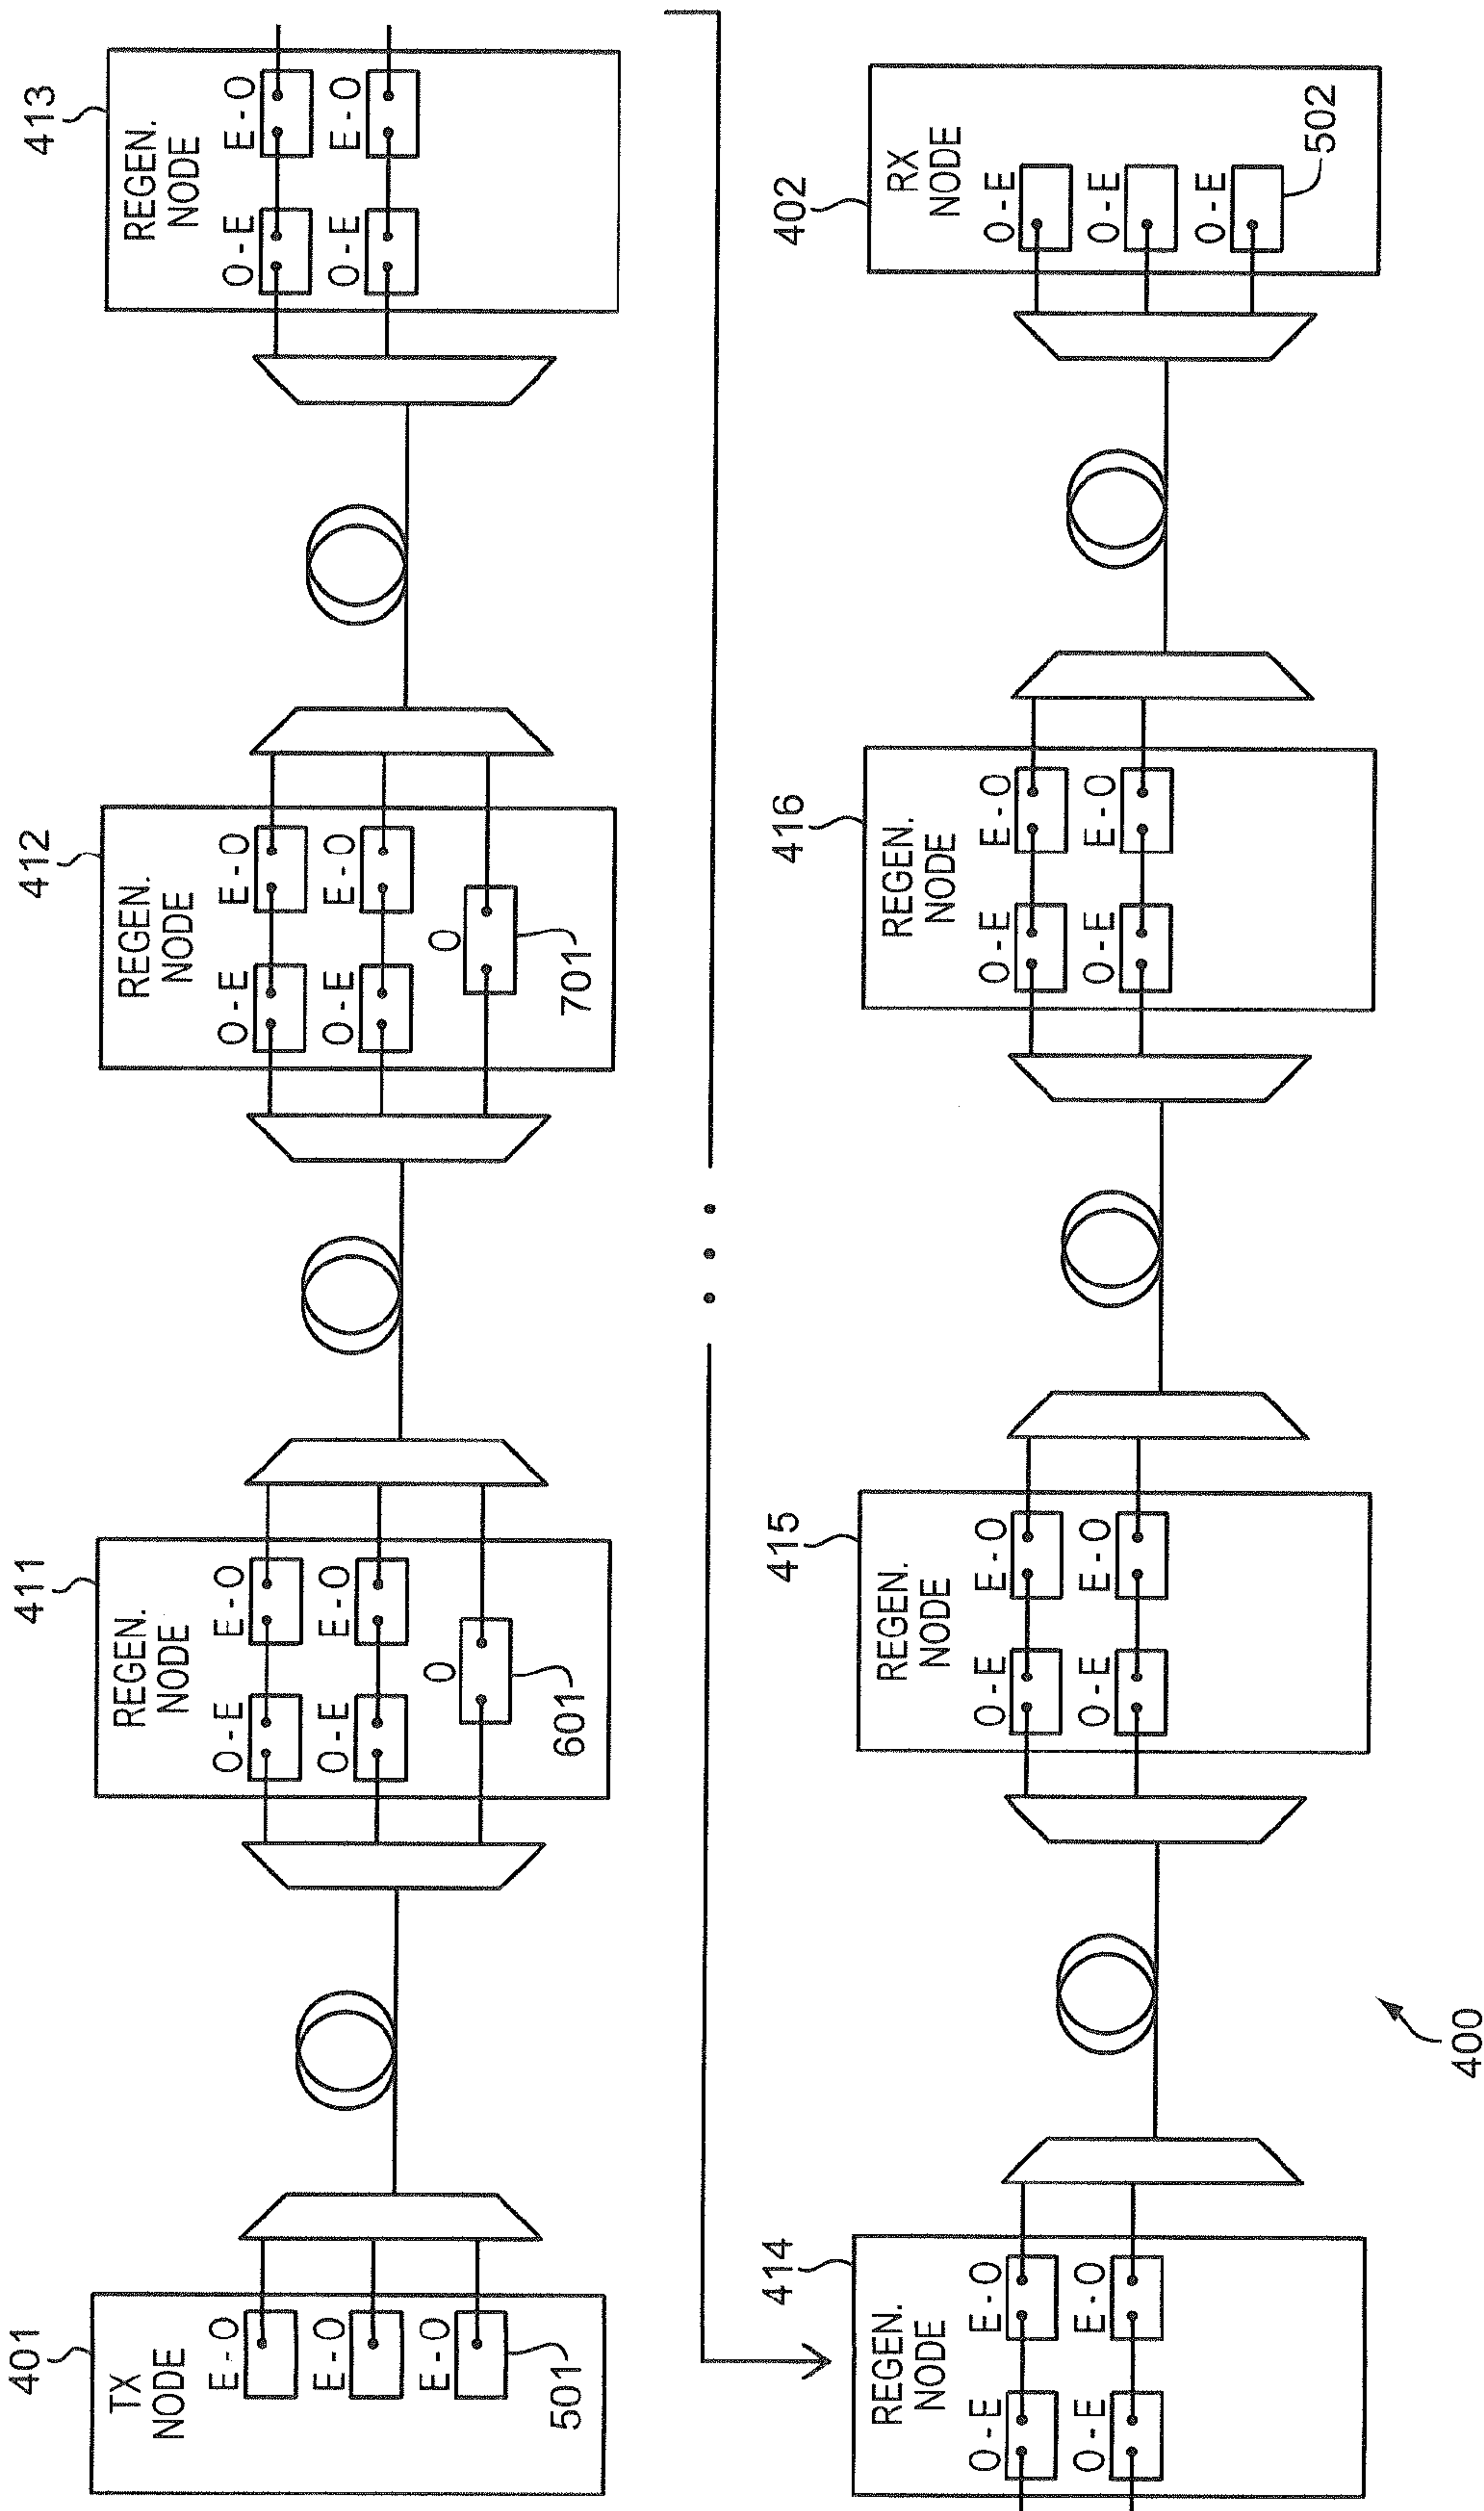 401
TX
NODE
E-O
E-O
E-O
501
411
REGEN.
NODE
O-E E-O
O-E E-O
O
601
412
REGEN.
NODE
O-E E-O
O-E E-O
O
701
413
REGEN.
NODE
O-E E-O
O-E E-O
414
REGEN.
NODE
O-E E-O
O-E E-O
415
REGEN.
NODE
O-E E-O
O-E E-O
416
REGEN.
NODE
O-E E-O
O-E E-O
402
RX
NODE
O-E
O-E
O-E
502
400